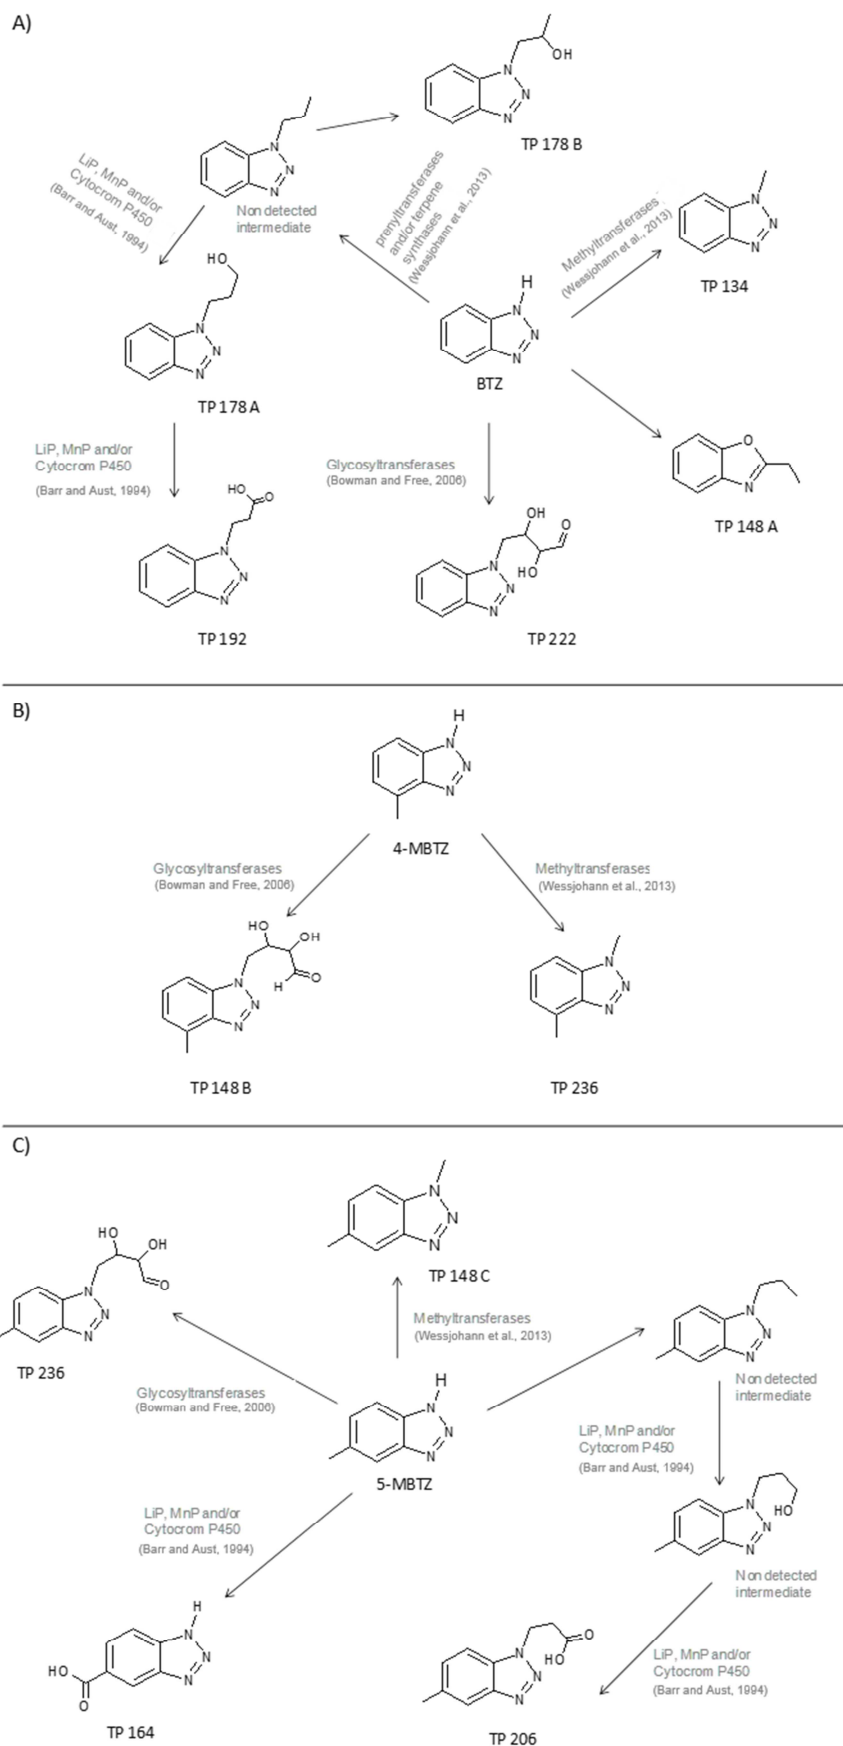 A)
OH
N
N
N
TP 178 B
N
N
N
LiP, MnP and/or
Cytocrom P450
(Barr and Aust, 1994)
Non detected
intermediate
prenyltransferases
and/or terpene
synthases
(Wessjohann et al., 2013)
Methyltransferases
(Wessjohann et al., 2013)
N
N
N
TP 134
HO
N
N
N
TP 178 A
H
N
N
N
BTZ
LiP, MnP and/or
Cytocrom P450
(Barr and Aust, 1994)
Glycosyltransferases
(Bowman and Free, 2006)
O
N
TP 148 A
HO
O
N
N
N
TP 192
OH
O
HO
N
N
N
TP 222
B)
H
N
N
N
4-MBTZ
Glycosyltransferases
(Bowman and Free, 2006)
Methyltransferases
(Wessjohann et al., 2013)
HO
OH
H
O
N
N
N
TP 148 B
N
N
N
TP 236
C)
N
N
N
TP 148 C
HO
OH
O
N
N
N
TP 236
Methyltransferases
(Wessjohann et al., 2013)
N
N
N
Non detected
intermediate
Glycosyltransferases
(Bowman and Free, 2006)
H
N
N
N
5-MBTZ
LiP, MnP and/or
Cytocrom P450
(Barr and Aust, 1994)
HO
N
N
N
Non detected
intermediate
LiP, MnP and/or
Cytocrom P450
(Barr and Aust, 1994)
H
N
N
N
HO
O
TP 164
O
HO
N
N
N
TP 206
LiP, MnP and/or
Cytocrom P450
(Barr and Aust, 1994)